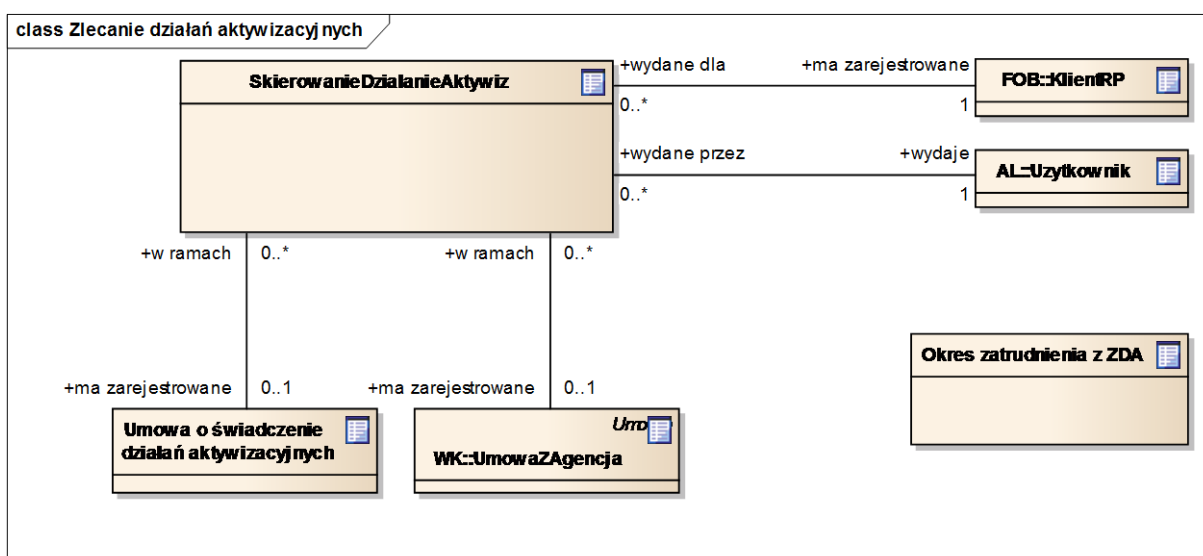 class Zlecanie działań aktywizacyjnych
SkierowanieDzialanieAktywiz
+wydane dla
+ma zarejestrowane
0..*
1
FOB::KlientRP
+wydane przez
+wydaje
0..*
1
AL::Uzytkownik
+w ramach
0..*
+w ramach
0..*
Okres zatrudnienia z ZDA
+ma zarejestrowane
0..1
+ma zarejestrowane
0..1
Umowa o świadczenie
działań aktywizacyjnych
WK::UmowaZAgencja